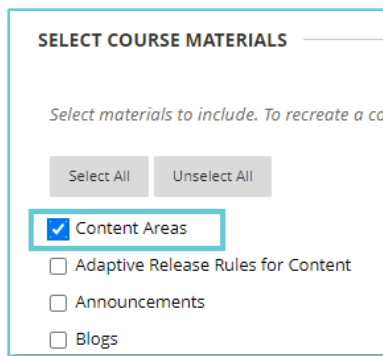 SELECT COURSE MATERIALS
Select materials to include. To recreate a co
Select All Unselect All
Content Areas
Adaptive Release Rules for Content
Announcements
Blogs